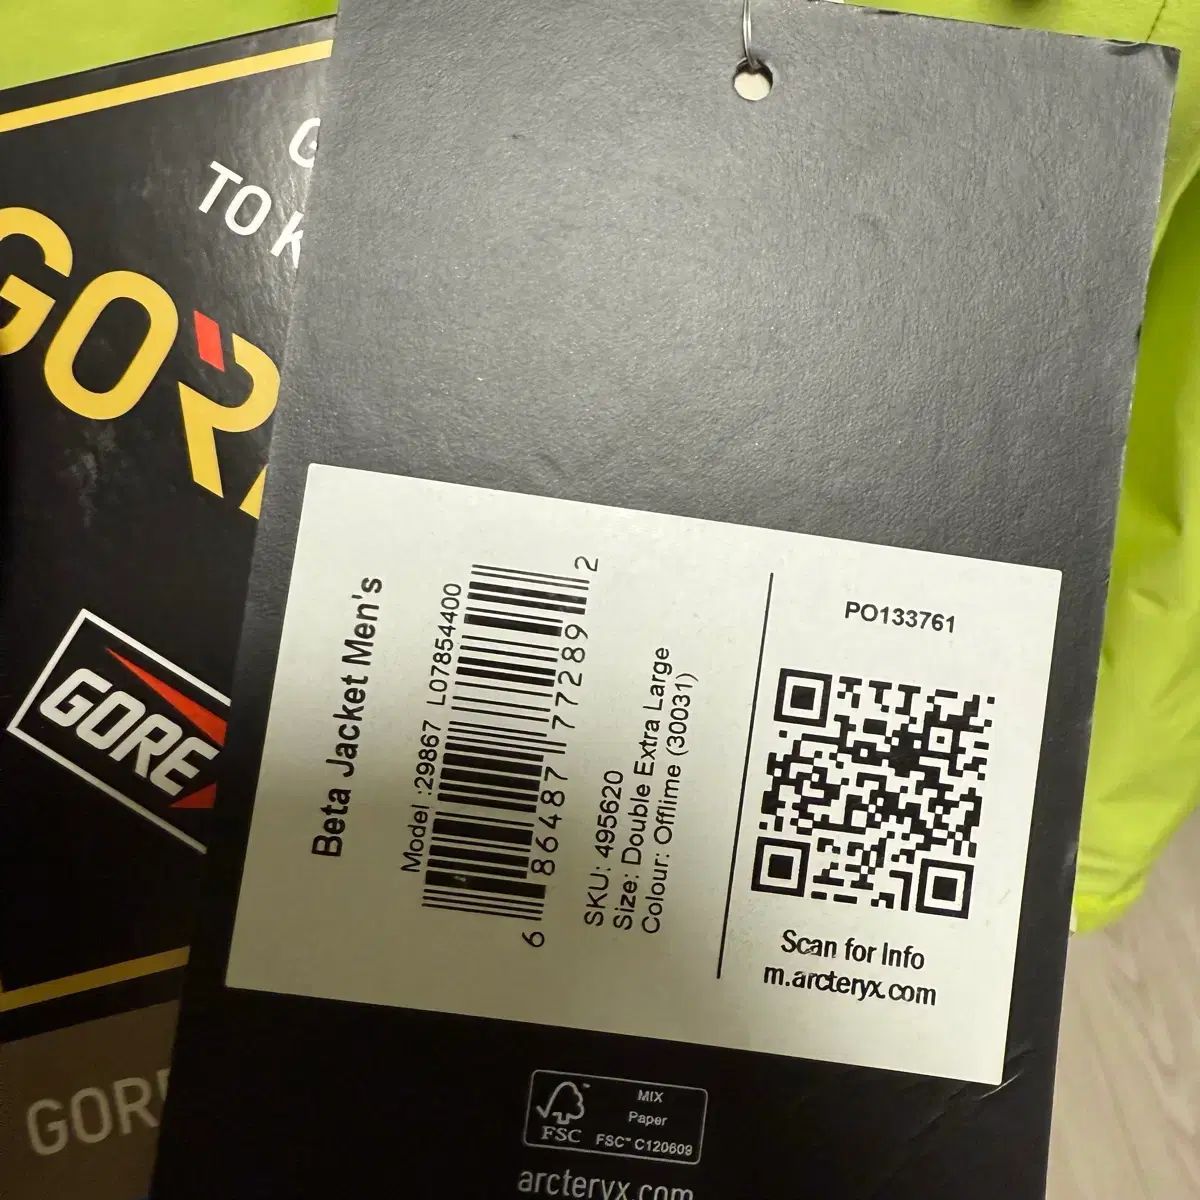 TO K
GOR
GORE
Beta Jacket Men's
Model :29867 L07854400
6 86487 77289 2
SKU: 495620
Size: Double Extra Large
Colour: Offlime (30031)
PO133761
Scan for Info
m.arcteryx.com
FSC
MIX
Paper
FSC™ C120609
arcteryx.com
GOR